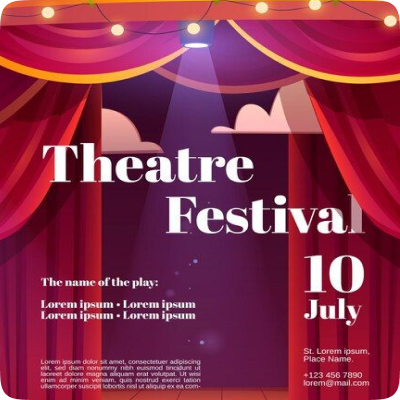 Theatre
Festival
10
July
The name of the play:
Lorem ipsum • Lorem ipsum
Lorem ipsum • Lorem ipsum
St. Lorem ipsum,
Place Name.
+123 456 7890
lorem@mail.com
Lorem ipsum dolor sit amet, consectetuer adipiscing
elit, sed diam nonummy nibh euismod tincidunt ut
laoreet dolore magna aliquam erat volutpat. Ut wisi
enim ad minim veniam, quis nostrud exerci tation
ullamcorper suscipit lobortis nisl ut aliquip ex ea com-